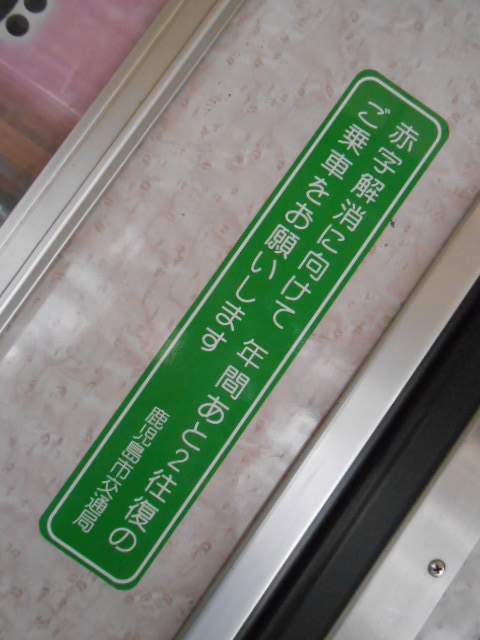 赤字解消に向けて 年間あと2往復の
ご乗車をお願いします
鹿児島市交通局